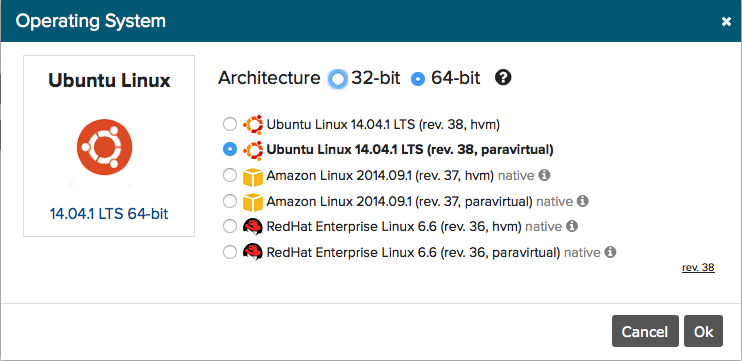 Operating System
Ubuntu Linux
14.04.1 LTS 64-bit
Architecture 32-bit 64-bit ?
Ubuntu Linux 14.04.1 LTS (rev. 38, hvm)
Ubuntu Linux 14.04.1 LTS (rev. 38, paravirtual)
Amazon Linux 2014.09.1 (rev. 37, hvm) native i
Amazon Linux 2014.09.1 (rev. 37, paravirtual) native i
RedHat Enterprise Linux 6.6 (rev. 36, hvm) native i
RedHat Enterprise Linux 6.6 (rev. 36, paravirtual) native i
rev. 38
Cancel Ok